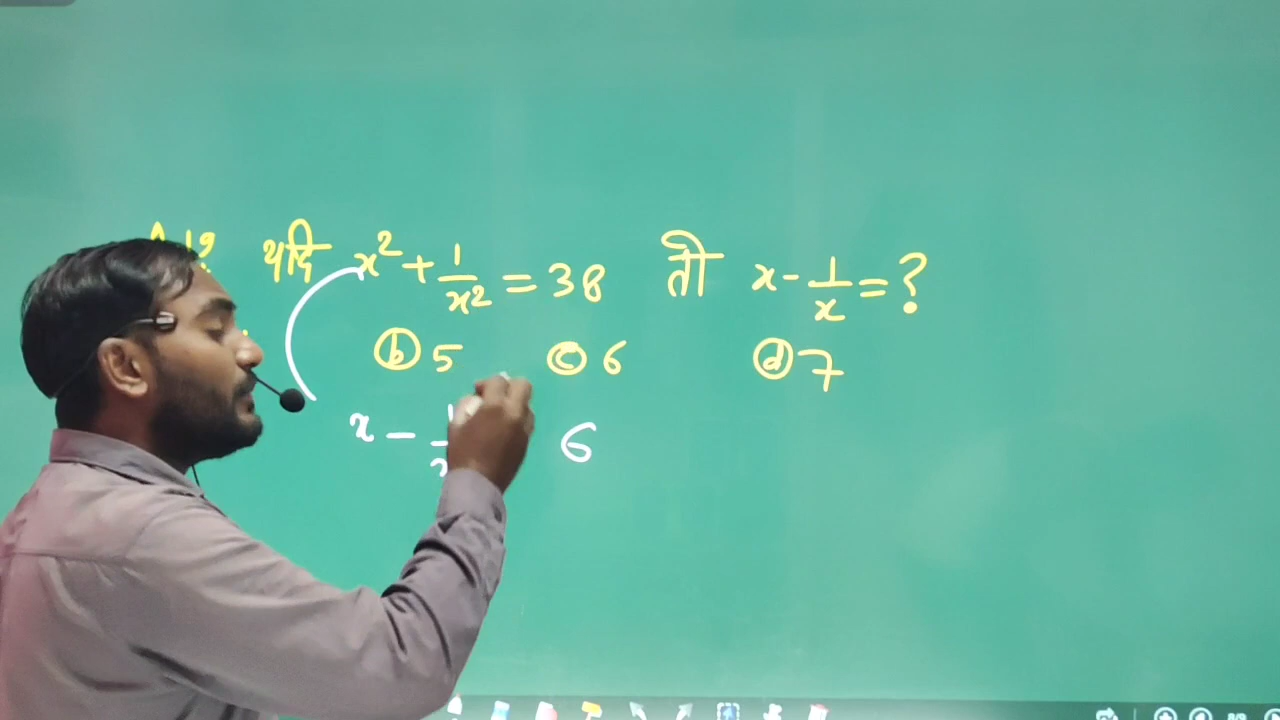 यदि x² + 1/x² = 38 तो x - 1/x = ?
ⓑ 5 ⓒ 6 ⓓ 7
x - 6